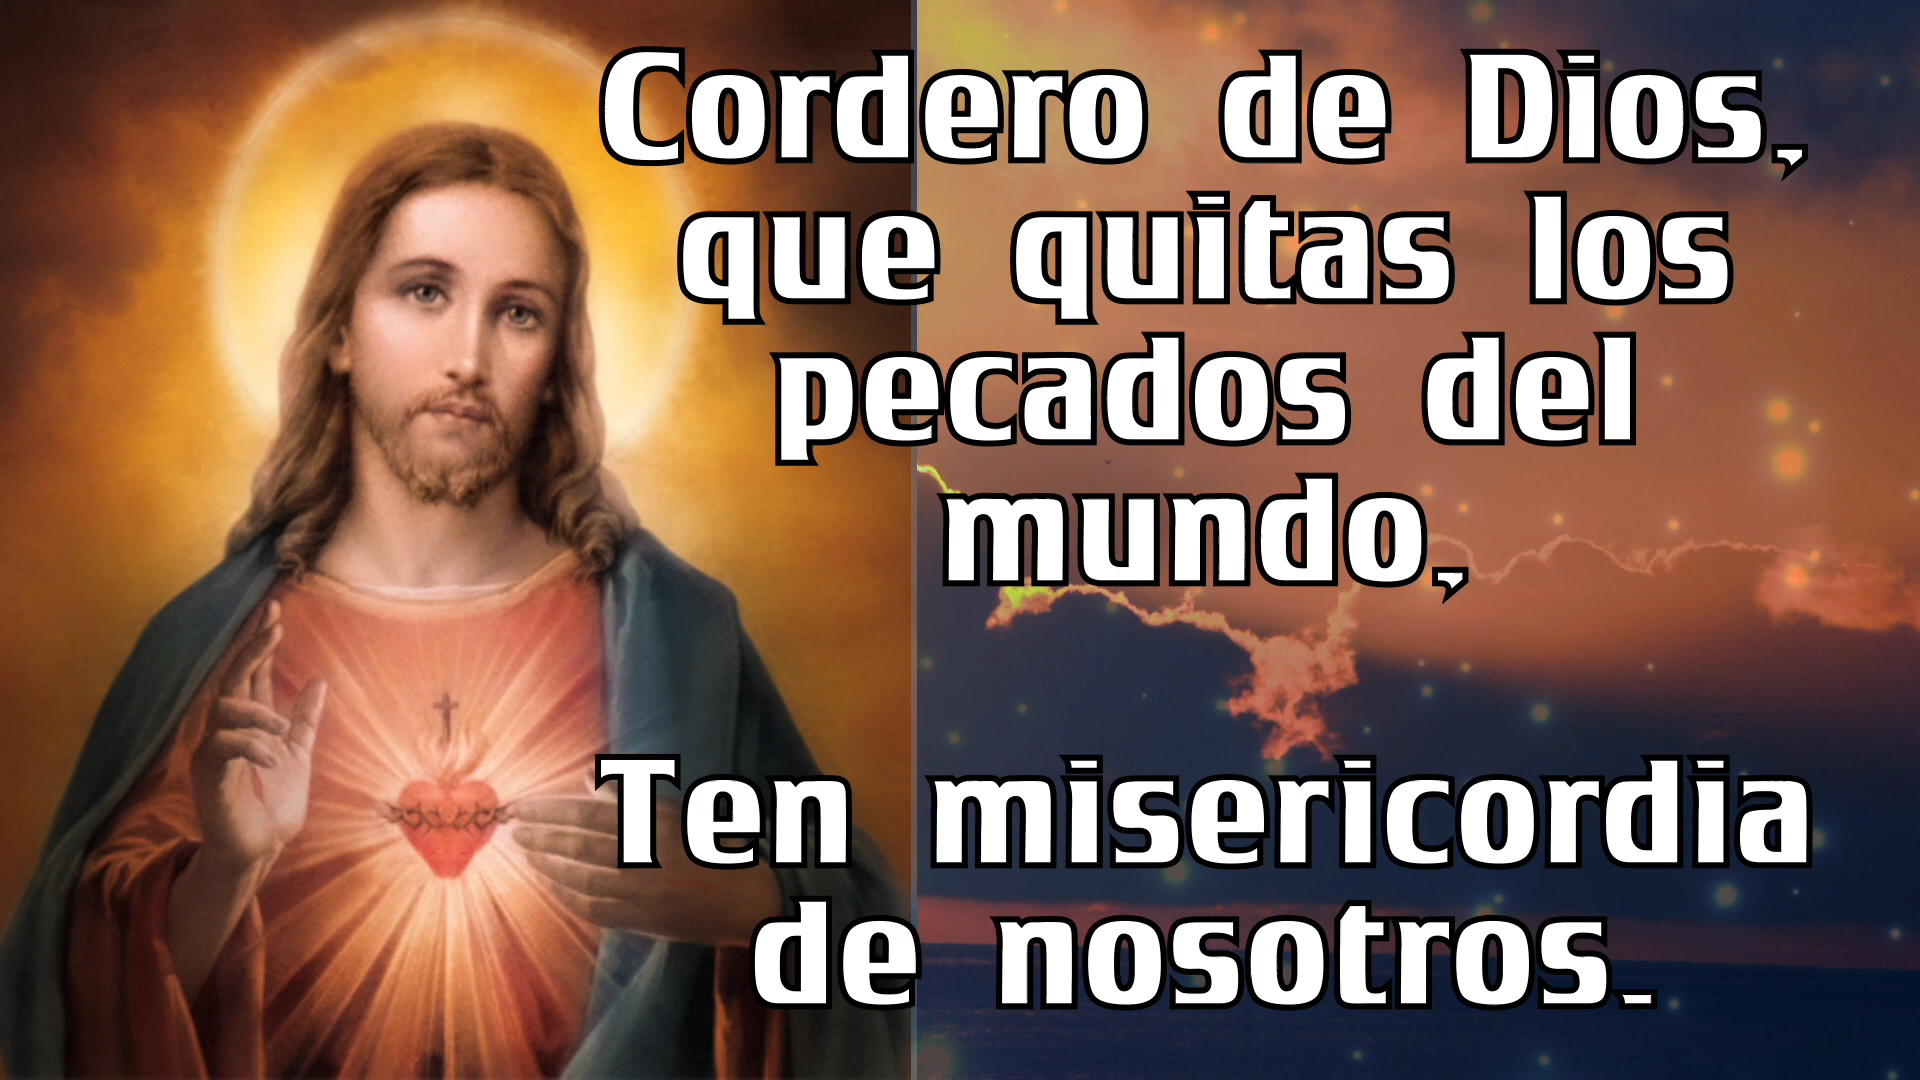 Cordero de Dios,
que quitas los
pecados del
mundo,
Ten misericordia
de nosotros.